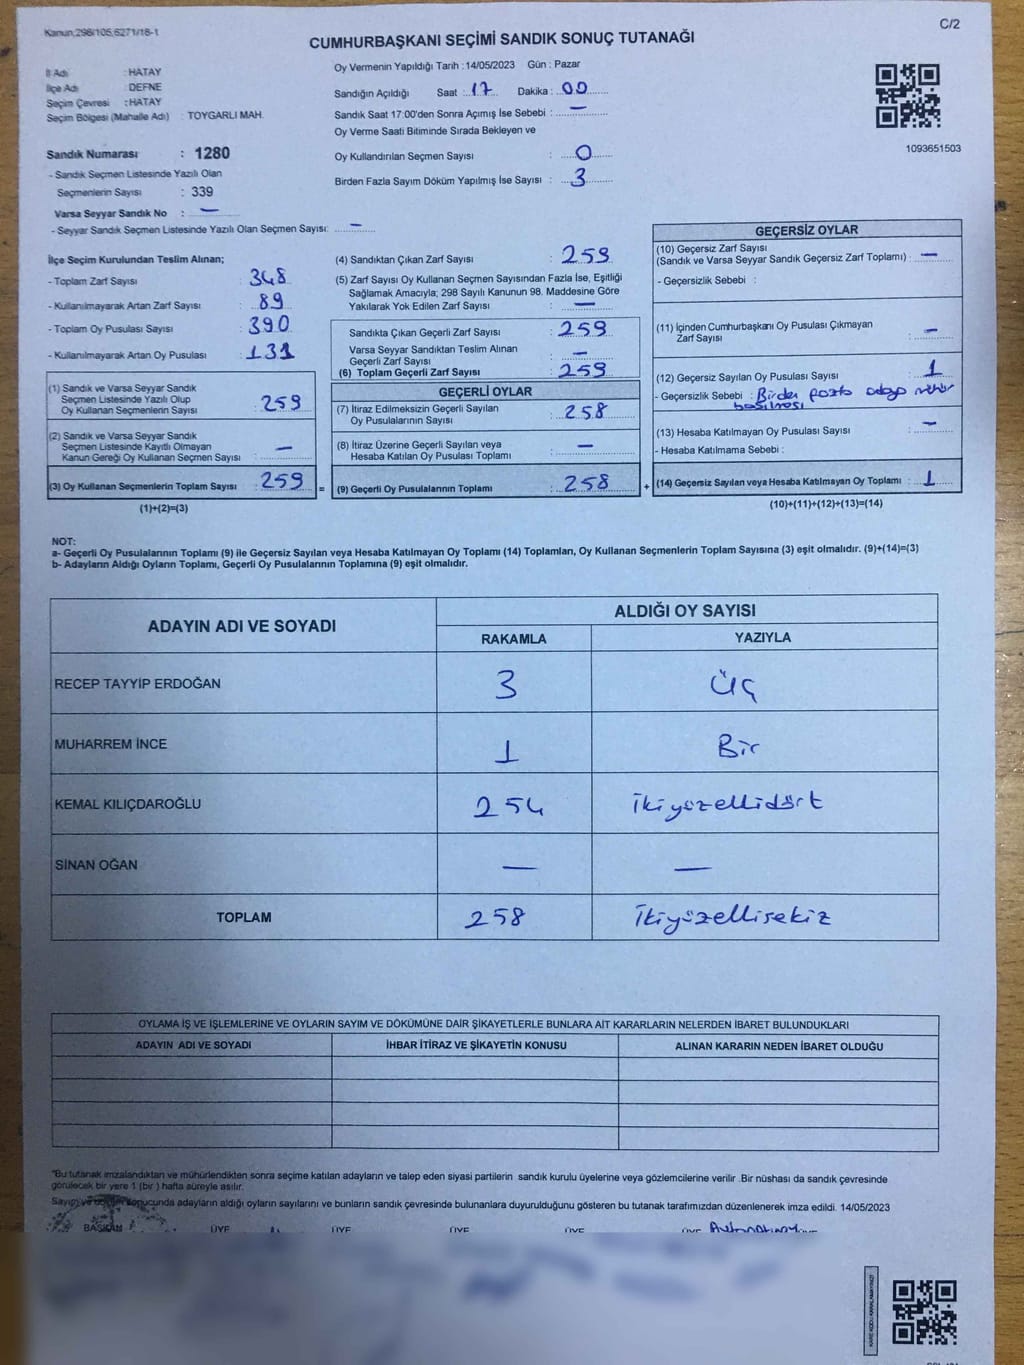 Kanun,298/105,6271/18-1
C/2
CUMHURBAŞKANI SEÇİMİ SANDIK SONUÇ TUTANAĞI
İl Adı : HATAY
İlçe Adı : DEFNE
Seçim Çevresi : HATAY
Seçim Bölgesi (Mahalle Adı) : TOYGARLI MAH.
Sandık Numarası : 1280
- Sandık Seçmen Listesinde Yazılı Olan
Seçmenlerin Sayısı : 339
Varsa Seyyar Sandık No : —
- Seyyar Sandık Seçmen Listesinde Yazılı Olan Seçmen Sayısı: —
Oy Vermenin Yapıldığı Tarih : 14/05/2023 Gün : Pazar
Sandığın Açıldığı Saat : 17 Dakika : 00
Sandık Saat 17:00'den Sonra Açımış İse Sebebi : —
Oy Verme Saati Bitiminde Sırada Bekleyen ve
Oy Kullandırılan Seçmen Sayısı : 0
Birden Fazla Sayım Döküm Yapılmış İse Sayısı : 3
1093651503
İlçe Seçim Kurulundan Teslim Alınan;
- Toplam Zarf Sayısı : 348
- Kullanılmayarak Artan Zarf Sayısı : 89
- Toplam Oy Pusulası Sayısı : 390
- Kullanılmayarak Artan Oy Pusulası : 131
(1) Sandık ve Varsa Seyyar Sandık
Seçmen Listesinde Yazılı Olup
Oy Kullanan Seçmenlerin Sayısı : 259
(2) Sandık ve Varsa Seyyar Sandık
Seçmen Listesinde Kayıtlı Olmayan
Kanun Gereği Oy Kullanan Seçmen Sayısı : —
(3) Oy Kullanan Seçmenlerin Toplam Sayısı : 259 =
(1)+(2)=(3)
(4) Sandıktan Çıkan Zarf Sayısı : 259
(5) Zarf Sayısı Oy Kullanan Seçmen Sayısından Fazla İse, Eşitliği
Sağlamak Amacıyla; 298 Sayılı Kanunun 98. Maddesine Göre
Yakılarak Yok Edilen Zarf Sayısı : —
Sandıkta Çıkan Geçerli Zarf Sayısı : 259
Varsa Seyyar Sandıktan Teslim Alınan
Geçerli Zarf Sayısı : —
(6) Toplam Geçerli Zarf Sayısı : 259
GEÇERLİ OYLAR
(7) İtiraz Edilmeksizin Geçerli Sayılan
Oy Pusulalarının Sayısı : 258
(8) İtiraz Üzerine Geçerli Sayılan veya
Hesaba Katılan Oy Pusulası Toplamı : —
(9) Geçerli Oy Pusulalarının Toplamı : 258 +
GEÇERSİZ OYLAR
(10) Geçersiz Zarf Sayısı
(Sandık ve Varsa Seyyar Sandık Geçersiz Zarf Toplamı) : —
- Geçersizlik Sebebi :
(11) İçinden Cumhurbaşkanı Oy Pusulası Çıkmayan
Zarf Sayısı : —
(12) Geçersiz Sayılan Oy Pusulası Sayısı : 1
- Geçersizlik Sebebi : Birden fazla adaya mühür
basılması
(13) Hesaba Katılmayan Oy Pusulası Sayısı : —
- Hesaba Katılmama Sebebi :
(14) Geçersiz Sayılan veya Hesaba Katılmayan Oy Toplamı : 1
(10)+(11)+(12)+(13)=(14)
NOT:
a- Geçerli Oy Pusulalarının Toplamı (9) ile Geçersiz Sayılan veya Hesaba Katılmayan Oy Toplamı (14) Toplamları, Oy Kullanan Seçmenlerin Toplam Sayısına (3) eşit olmalıdır. (9)+(14)=(3)
b- Adayların Aldığı Oyların Toplamı, Geçerli Oy Pusulalarının Toplamına (9) eşit olmalıdır.
ADAYIN ADI VE SOYADI ALDIĞI OY SAYISI
RAKAMLA YAZIYLA
RECEP TAYYİP ERDOĞAN 3 Üç
MUHARREM İNCE 1 Bir
KEMAL KILIÇDAROĞLU 254 İkiyüzellidört
SİNAN OĞAN — —
TOPLAM 258 İkiyüzellisekiz
OYLAMA İŞ VE İŞLEMLERİNE VE OYLARIN SAYIM VE DÖKÜMÜNE DAİR ŞİKAYETLERLE BUNLARA AİT KARARLARIN NELERDEN İBARET BULUNDUKLARI
ADAYIN ADI VE SOYADI İHBAR İTİRAZ VE ŞİKAYETİN KONUSU ALINAN KARARIN NEDEN İBARET OLDUĞU
"Bu tutanak imzalandıktan ve mühürlendikten sonra seçime katılan adayların ve talep eden siyasi partilerin sandık kurulu üyelerine veya gözlemcilerine verilir .Bir nüshası da sandık çevresinde
görülecek bir yere 1 (bir ) hafta süreyle asılır.
Sayım ve döküm sonucunda adayların aldığı oyların sayılarını ve bunların sandık çevresinde bulunanlara duyurulduğunu gösteren bu tutanak tarafımızdan düzenlenerek imza edildi. 14/05/2023
BAŞKAN ÜYE ÜYE ÜYE ÜYE ÜYE